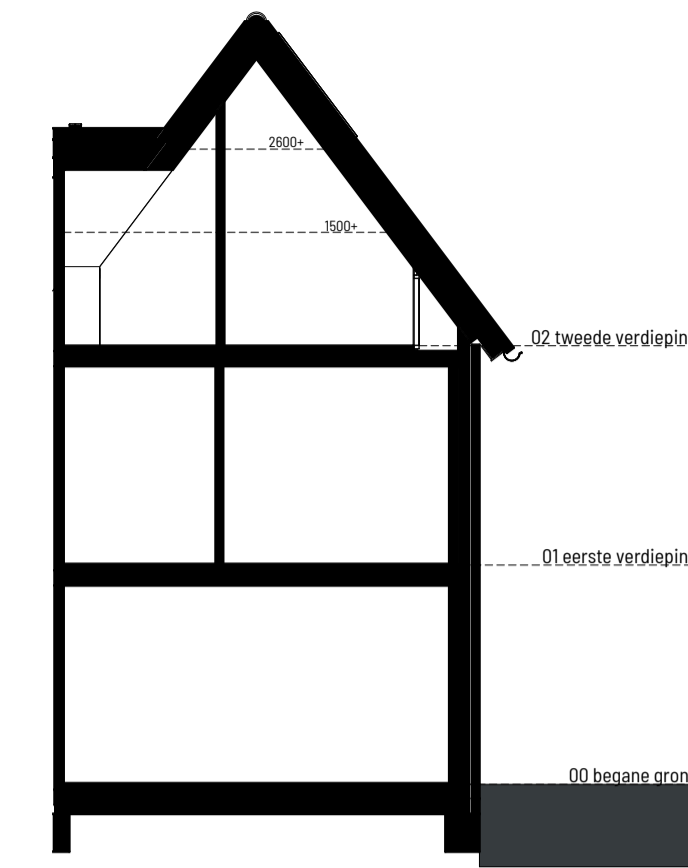 2600+
1500+
02 tweede verdiepin
01 eerste verdiepin
00 begane gron